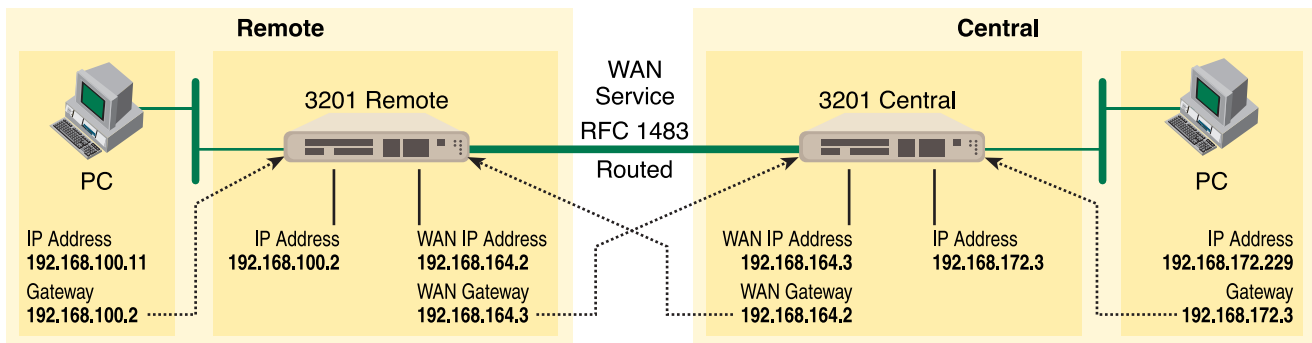 Remote
Central
3201 Remote
WAN
Service
RFC 1483
Routed
3201 Central
PC
PC
IP Address
192.168.100.11
Gateway
192.168.100.2
IP Address
192.168.100.2
WAN IP Address
192.168.164.2
WAN Gateway
192.168.164.3
WAN IP Address
192.168.164.3
WAN Gateway
192.168.164.2
IP Address
192.168.172.3
IP Address
192.168.172.229
Gateway
192.168.172.3